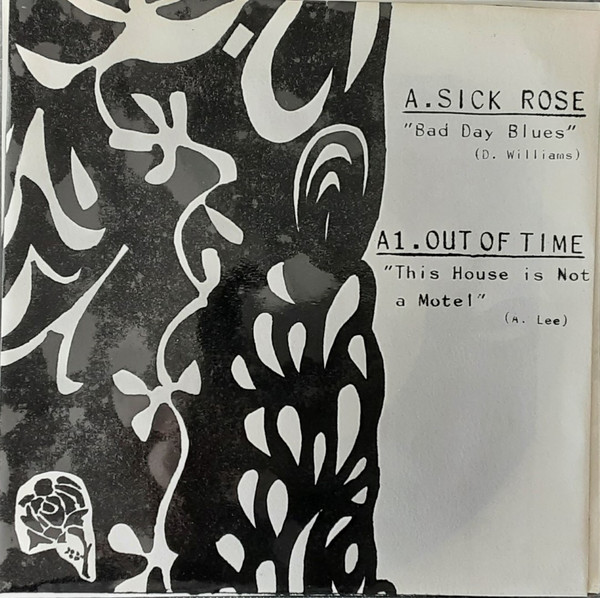 A. SICK ROSE
"Bad Day Blues"
(D. Williams)
A1. OUT OF TIME
"This House is Not
a Motel"
(A. Lee)